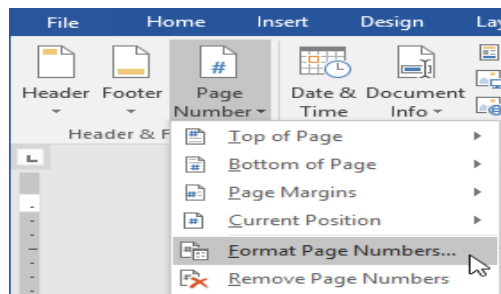 File Home Insert Design
Header Footer Page Number Date & Time Document Info
Header & F
Top of Page
Bottom of Page
Page Margins
Current Position
Format Page Numbers...
Remove Page Numbers